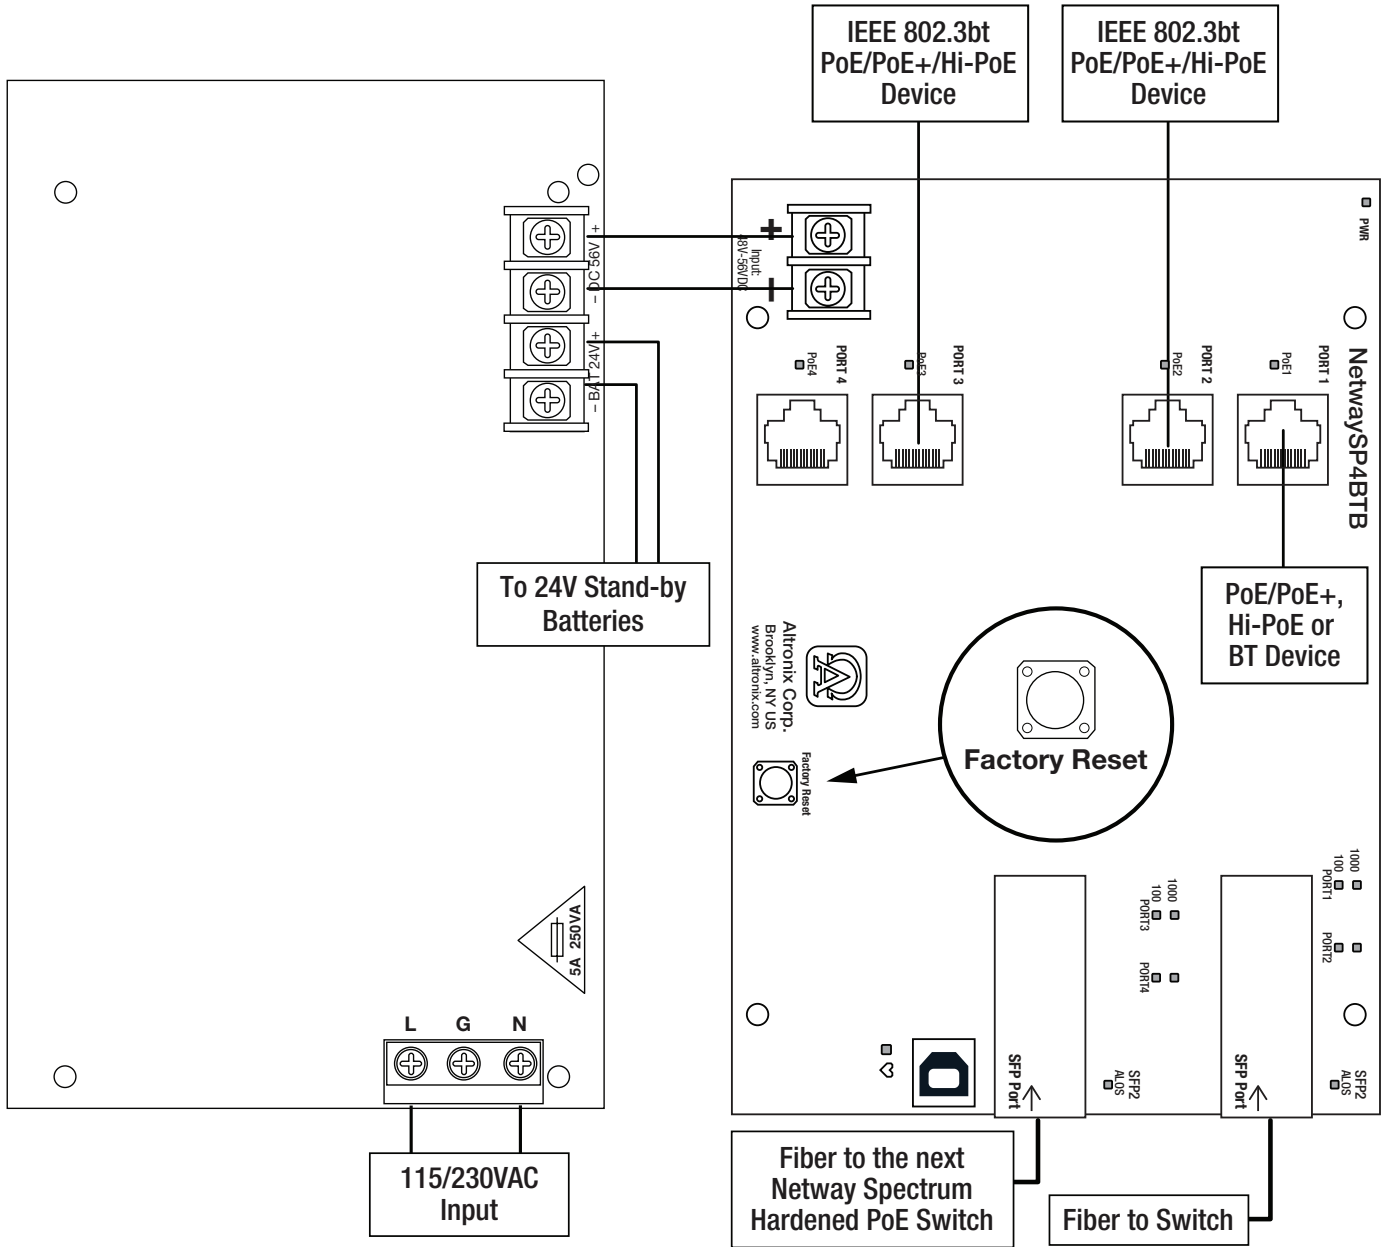 IEEE 802.3bt
PoE/PoE+/Hi-PoE
Device
IEEE 802.3bt
PoE/PoE+/Hi-PoE
Device
– DC 56V +
– BAT 24V +
To 24V Stand-by
Batteries
5A 250VA
L G N
115/230VAC
Input
+
Input:
48V-56VDC
–
PWR
NetwaySP4BTB
PORT 4
PoE4
PORT 3
PoE3
PORT 2
PoE2
PORT 1
PoE1
PoE/PoE+,
Hi-PoE or
BT Device
Altronix Corp.
Brooklyn, NY US
www.altronix.com
Factory Reset
Factory Reset
1000
100
PORT3
PORT4
1000
100
PORT1
PORT2
SFP Port
SFP2
ALOS
SFP Port
SFP2
ALOS
Fiber to the next
Netway Spectrum
Hardened PoE Switch
Fiber to Switch